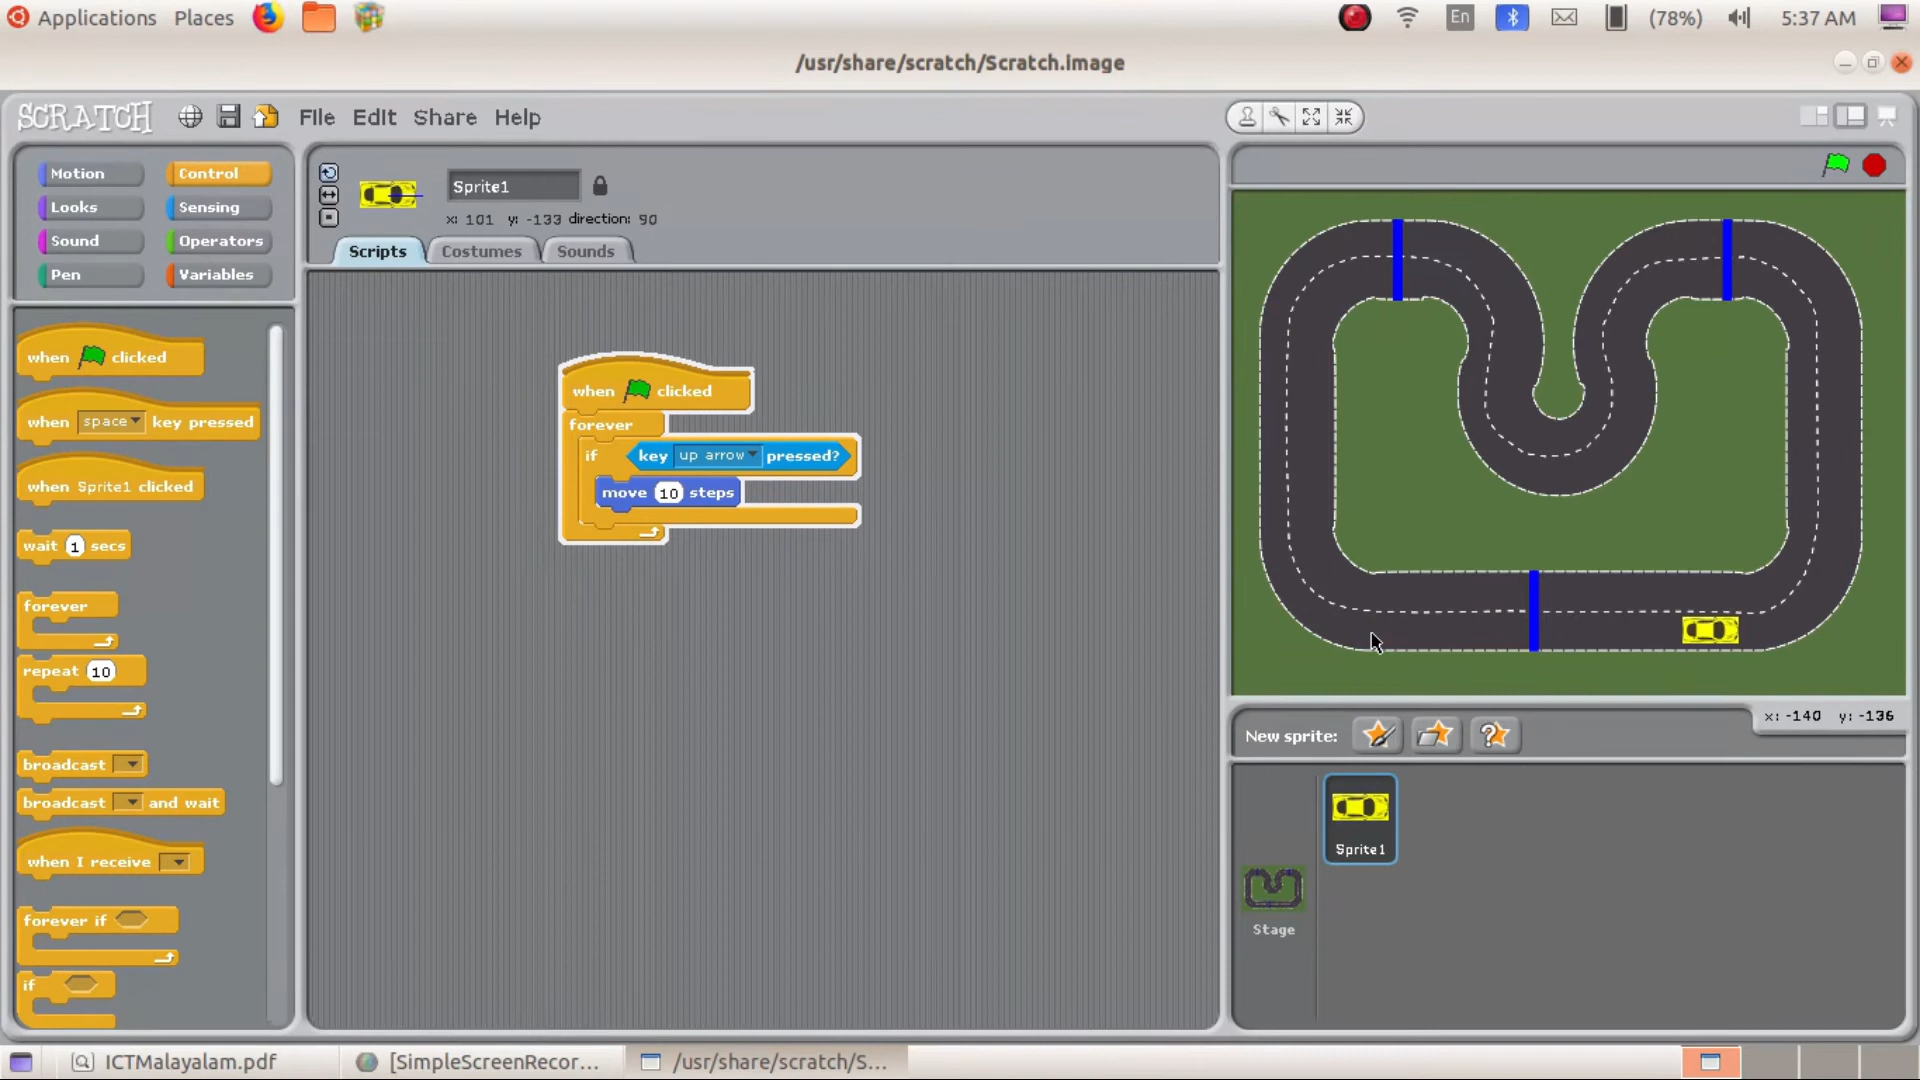 Applications Places En (78%) 5:37 AM
/usr/share/scratch/Scratch.image
SCRATCH File Edit Share Help
Motion Control
Looks Sensing
Sound Operators
Pen Variables
Sprite1
x: 101 y: -133 direction: 90
Scripts Costumes Sounds
when clicked
when space key pressed
when Sprite1 clicked
wait 1 secs
forever
repeat 10
broadcast
broadcast and wait
when I receive
forever if
if
when clicked
forever
if key up arrow pressed?
move 10 steps
x: -140 y: -136
New sprite:
Sprite1
Stage
ICTMalayalam.pdf [SimpleScreenRecor... /usr/share/scratch/S...